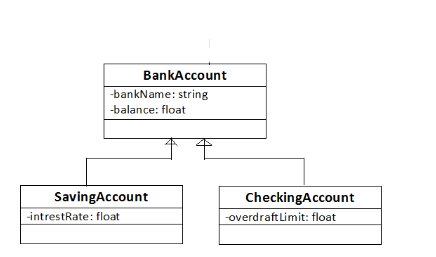 BankAccount
-bankName: string
-balance: float
SavingAccount
-intrestRate: float
CheckingAccount
-overdraftLimit: float